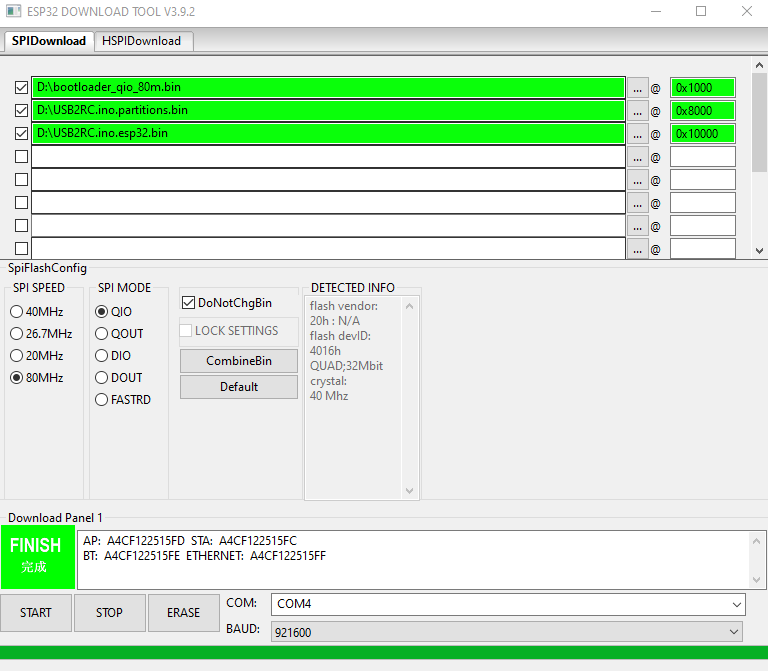 ESP32 DOWNLOAD TOOL V3.9.2
SPIDownload HSPIDownload
D:\bootloader_qio_80m.bin ... @ 0x1000
D:\USB2RC.ino.partitions.bin ... @ 0x8000
D:\USB2RC.ino.esp32.bin ... @ 0x10000
... @
... @
... @
... @
... @
SpiFlashConfig
SPI SPEED
40MHz
26.7MHz
20MHz
80MHz
SPI MODE
QIO
QOUT
DIO
DOUT
FASTRD
DoNotChgBin
LOCK SETTINGS
CombineBin
Default
DETECTED INFO
flash vendor:
20h : N/A
flash devID:
4016h
QUAD;32Mbit
crystal:
40 Mhz
Download Panel 1
FINISH
完成
AP: A4CF122515FD STA: A4CF122515FC
BT: A4CF122515FE ETHERNET: A4CF122515FF
START STOP ERASE
COM: COM4
BAUD: 921600